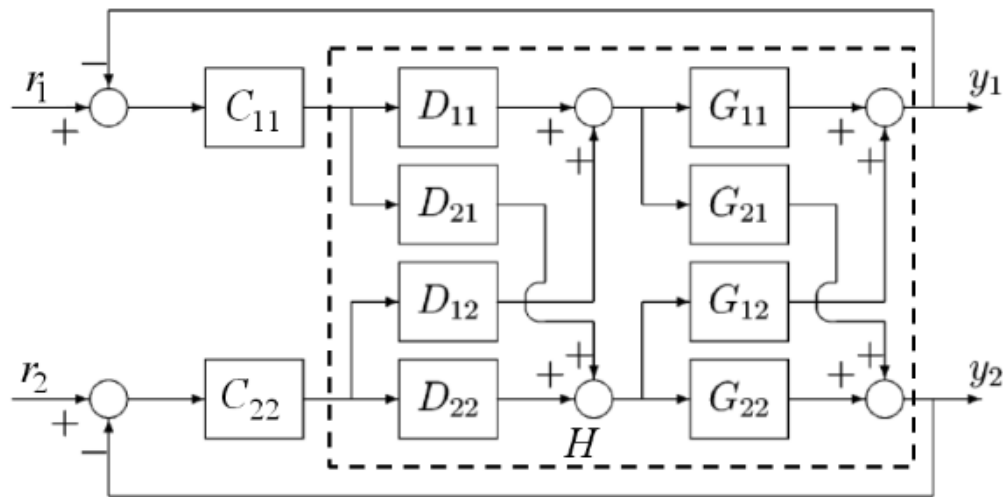 r1 − + C11 D11 + + G11 + + y1
D21 G21
D12 G12
r2 + − C22 D22 + + G22 + + y2
H